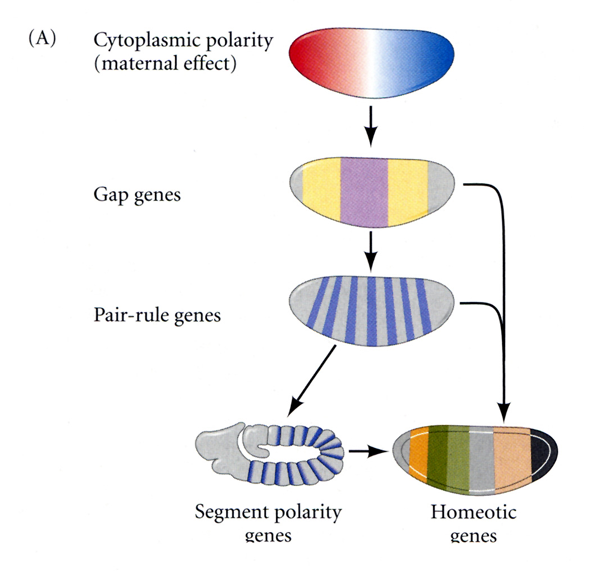 (A)
Cytoplasmic polarity
(maternal effect)
Gap genes
Pair-rule genes
Segment polarity
genes
Homeotic
genes